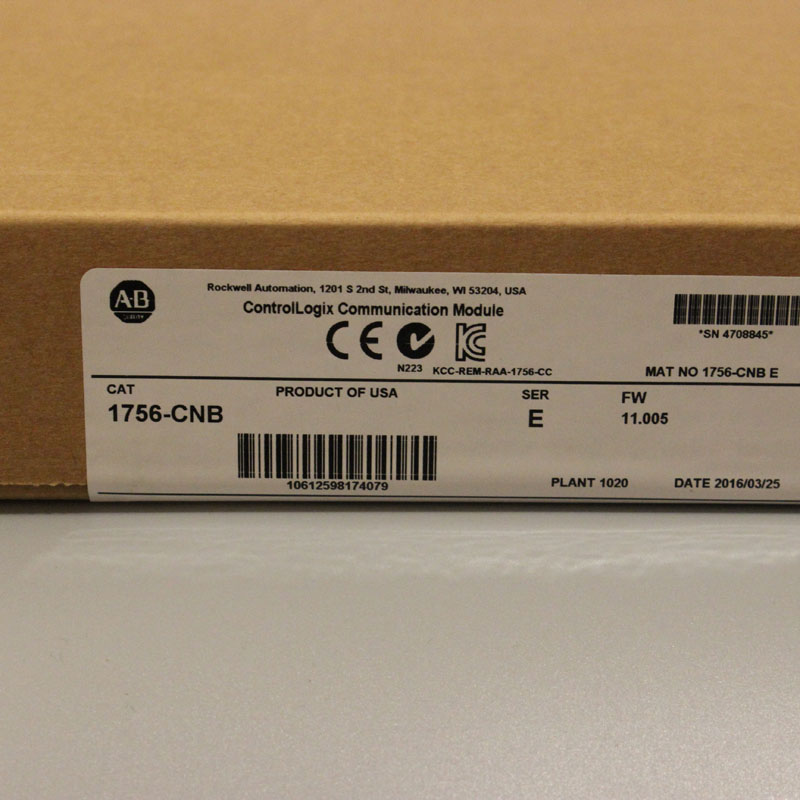 Rockwell Automation, 1201 S 2nd St, Milwaukee, WI 53204, USA
A-B
ControlLogix Communication Module
*SN 4708845*
CE
N223 KCC-REM-RAA-1756-CC
MAT NO 1756-CNB E
CAT
PRODUCT OF USA
SER
FW
1756-CNB
E
11.005
10612598174079
PLANT 1020
DATE 2016/03/25